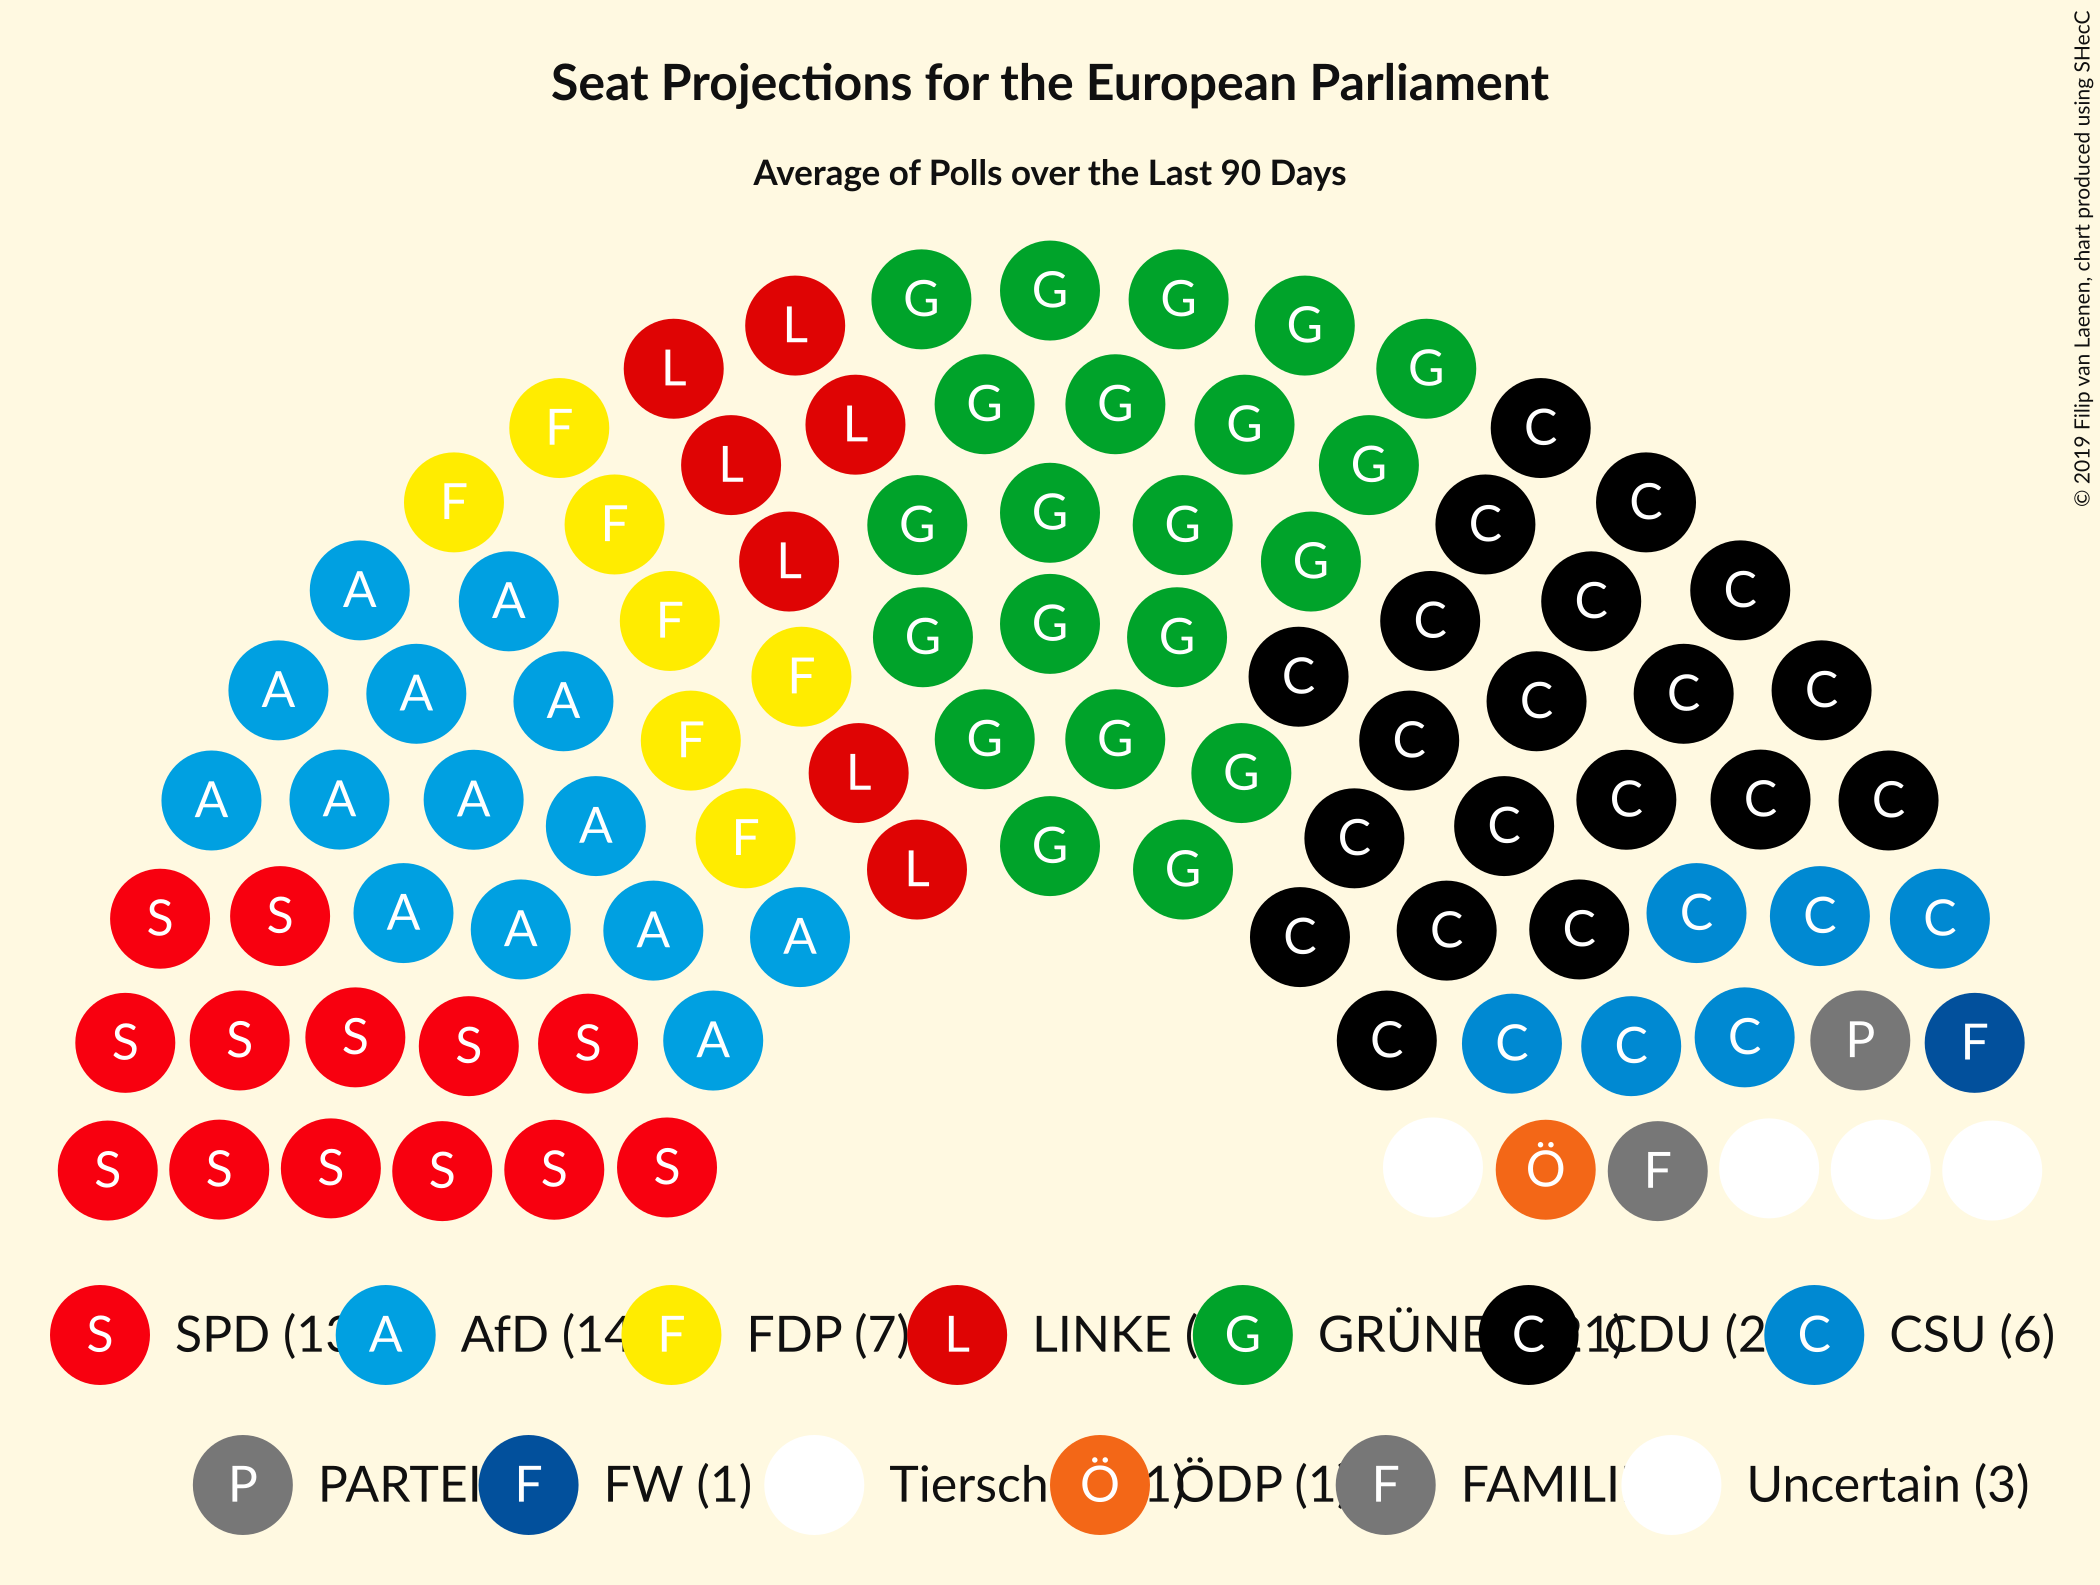 Seat Projections for the European Parliament
Average of Polls over the Last 90 Days
© 2019 Filip van Laenen, chart produced using SHecC
G G G G G
L L
G G G G
L G C
F L G G G C C
F F L G C C
A A F G G G C C C
A A A F F G G G C C C C C
A A A A F L G G G C C C C C
S S A A A A L G G C C C C C C
S S S S S A C C C C P F
S S S S S S Ö F
S SPD (13 A AfD (14 F FDP (7) L LINKE ( G GRÜNE C 21) CDU (2 C CSU (6)
P PARTEI F FW (1) Tiersch Ö 1) ÖDP (1) F FAMILI Uncertain (3)